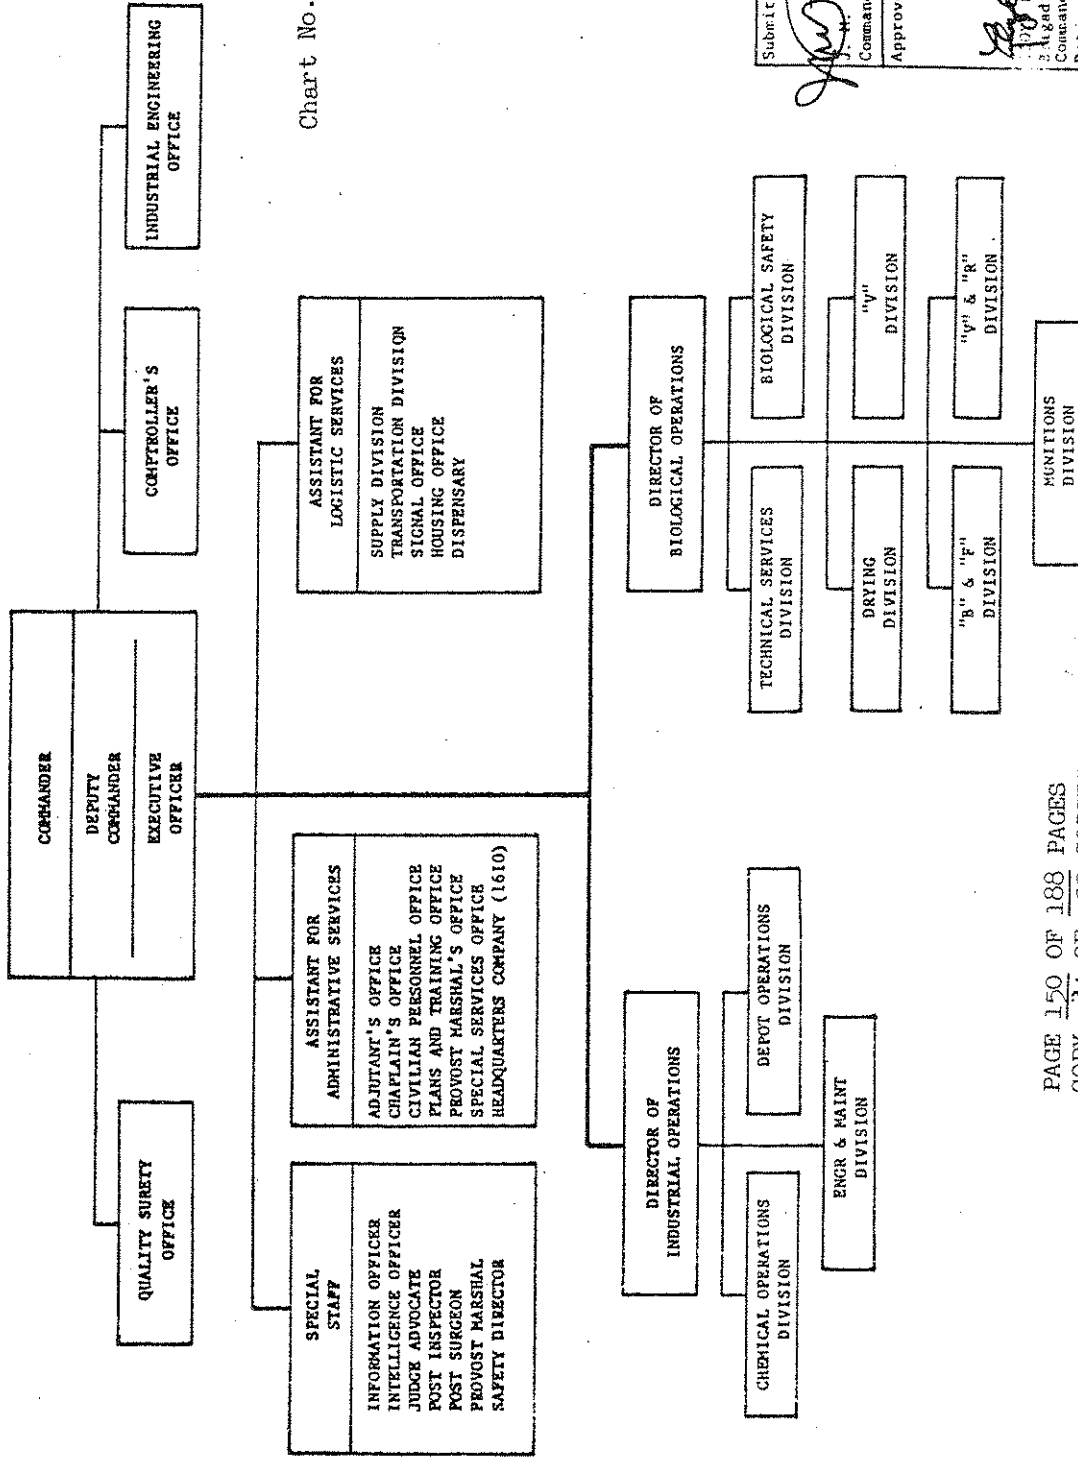 COMMANDER
DEPUTY
COMMANDER
EXECUTIVE
OFFICER
QUALITY SURETY
OFFICE
COMPTROLLER'S
OFFICE
INDUSTRIAL ENGINEERING
OFFICE
Chart No.
SPECIAL
STAFF
INFORMATION OFFICER
INTELLIGENCE OFFICER
JUDGE ADVOCATE
POST INSPECTOR
POST SURGEON
PROVOST MARSHAL
SAFETY DIRECTOR
ASSISTANT FOR
ADMINISTRATIVE SERVICES
ADJUTANT'S OFFICE
CHAPLAIN'S OFFICE
CIVILIAN PERSONNEL OFFICE
PLANS AND TRAINING OFFICE
PROVOST MARSHAL'S OFFICE
SPECIAL SERVICES OFFICE
HEADQUARTERS COMPANY (1610)
ASSISTANT FOR
LOGISTIC SERVICES
SUPPLY DIVISION
TRANSPORTATION DIVISION
SIGNAL OFFICE
HOUSING OFFICE
DISPENSARY
DIRECTOR OF
INDUSTRIAL OPERATIONS
CHEMICAL OPERATIONS
DIVISION
DEPOT OPERATIONS
DIVISION
ENGR & MAINT
DIVISION
DIRECTOR OF
BIOLOGICAL OPERATIONS
TECHNICAL SERVICES
DIVISION
BIOLOGICAL SAFETY
DIVISION
DRYING
DIVISION
"V"
DIVISION
"B" & "F"
DIVISION
"V" & "R"
DIVISION
MUNITIONS
DIVISION
Submit
J. H.
Comman
Approv
Comman
PAGE 150 OF 188 PAGES